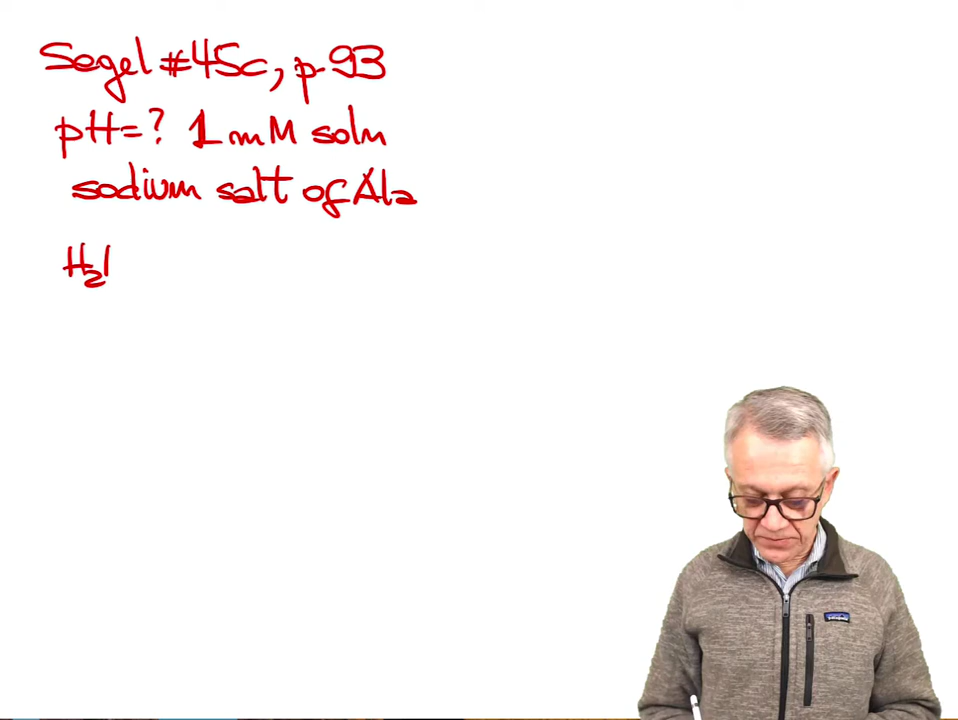 Segel #45c, p-93
pH=? 1 mM soln
sodium salt of Ala
H₂